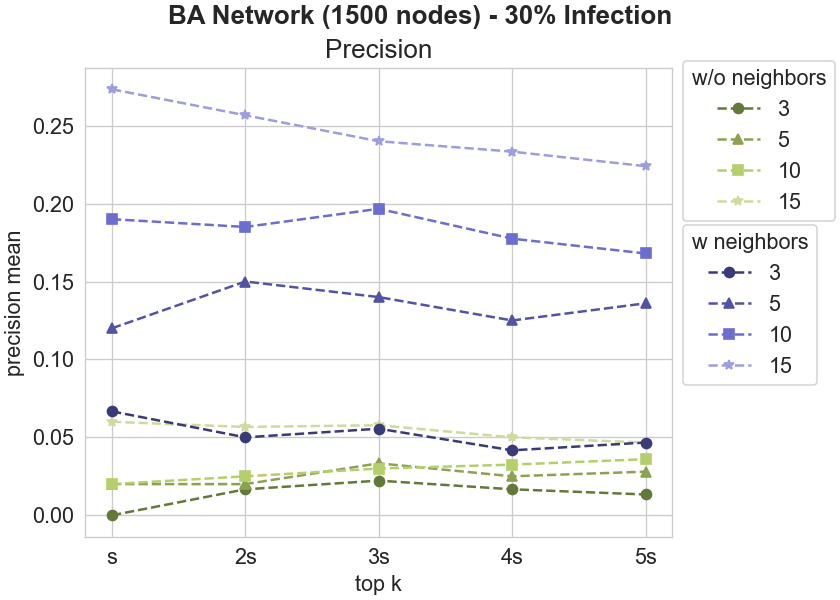 BA Network (1500 nodes) - 30% Infection
Precision
w/o neighbors
3
5
10
15
w neighbors
3
5
10
15
precision mean
0.25
0.20
0.15
0.10
0.05
0.00
s 2s 3s 4s 5s
top k